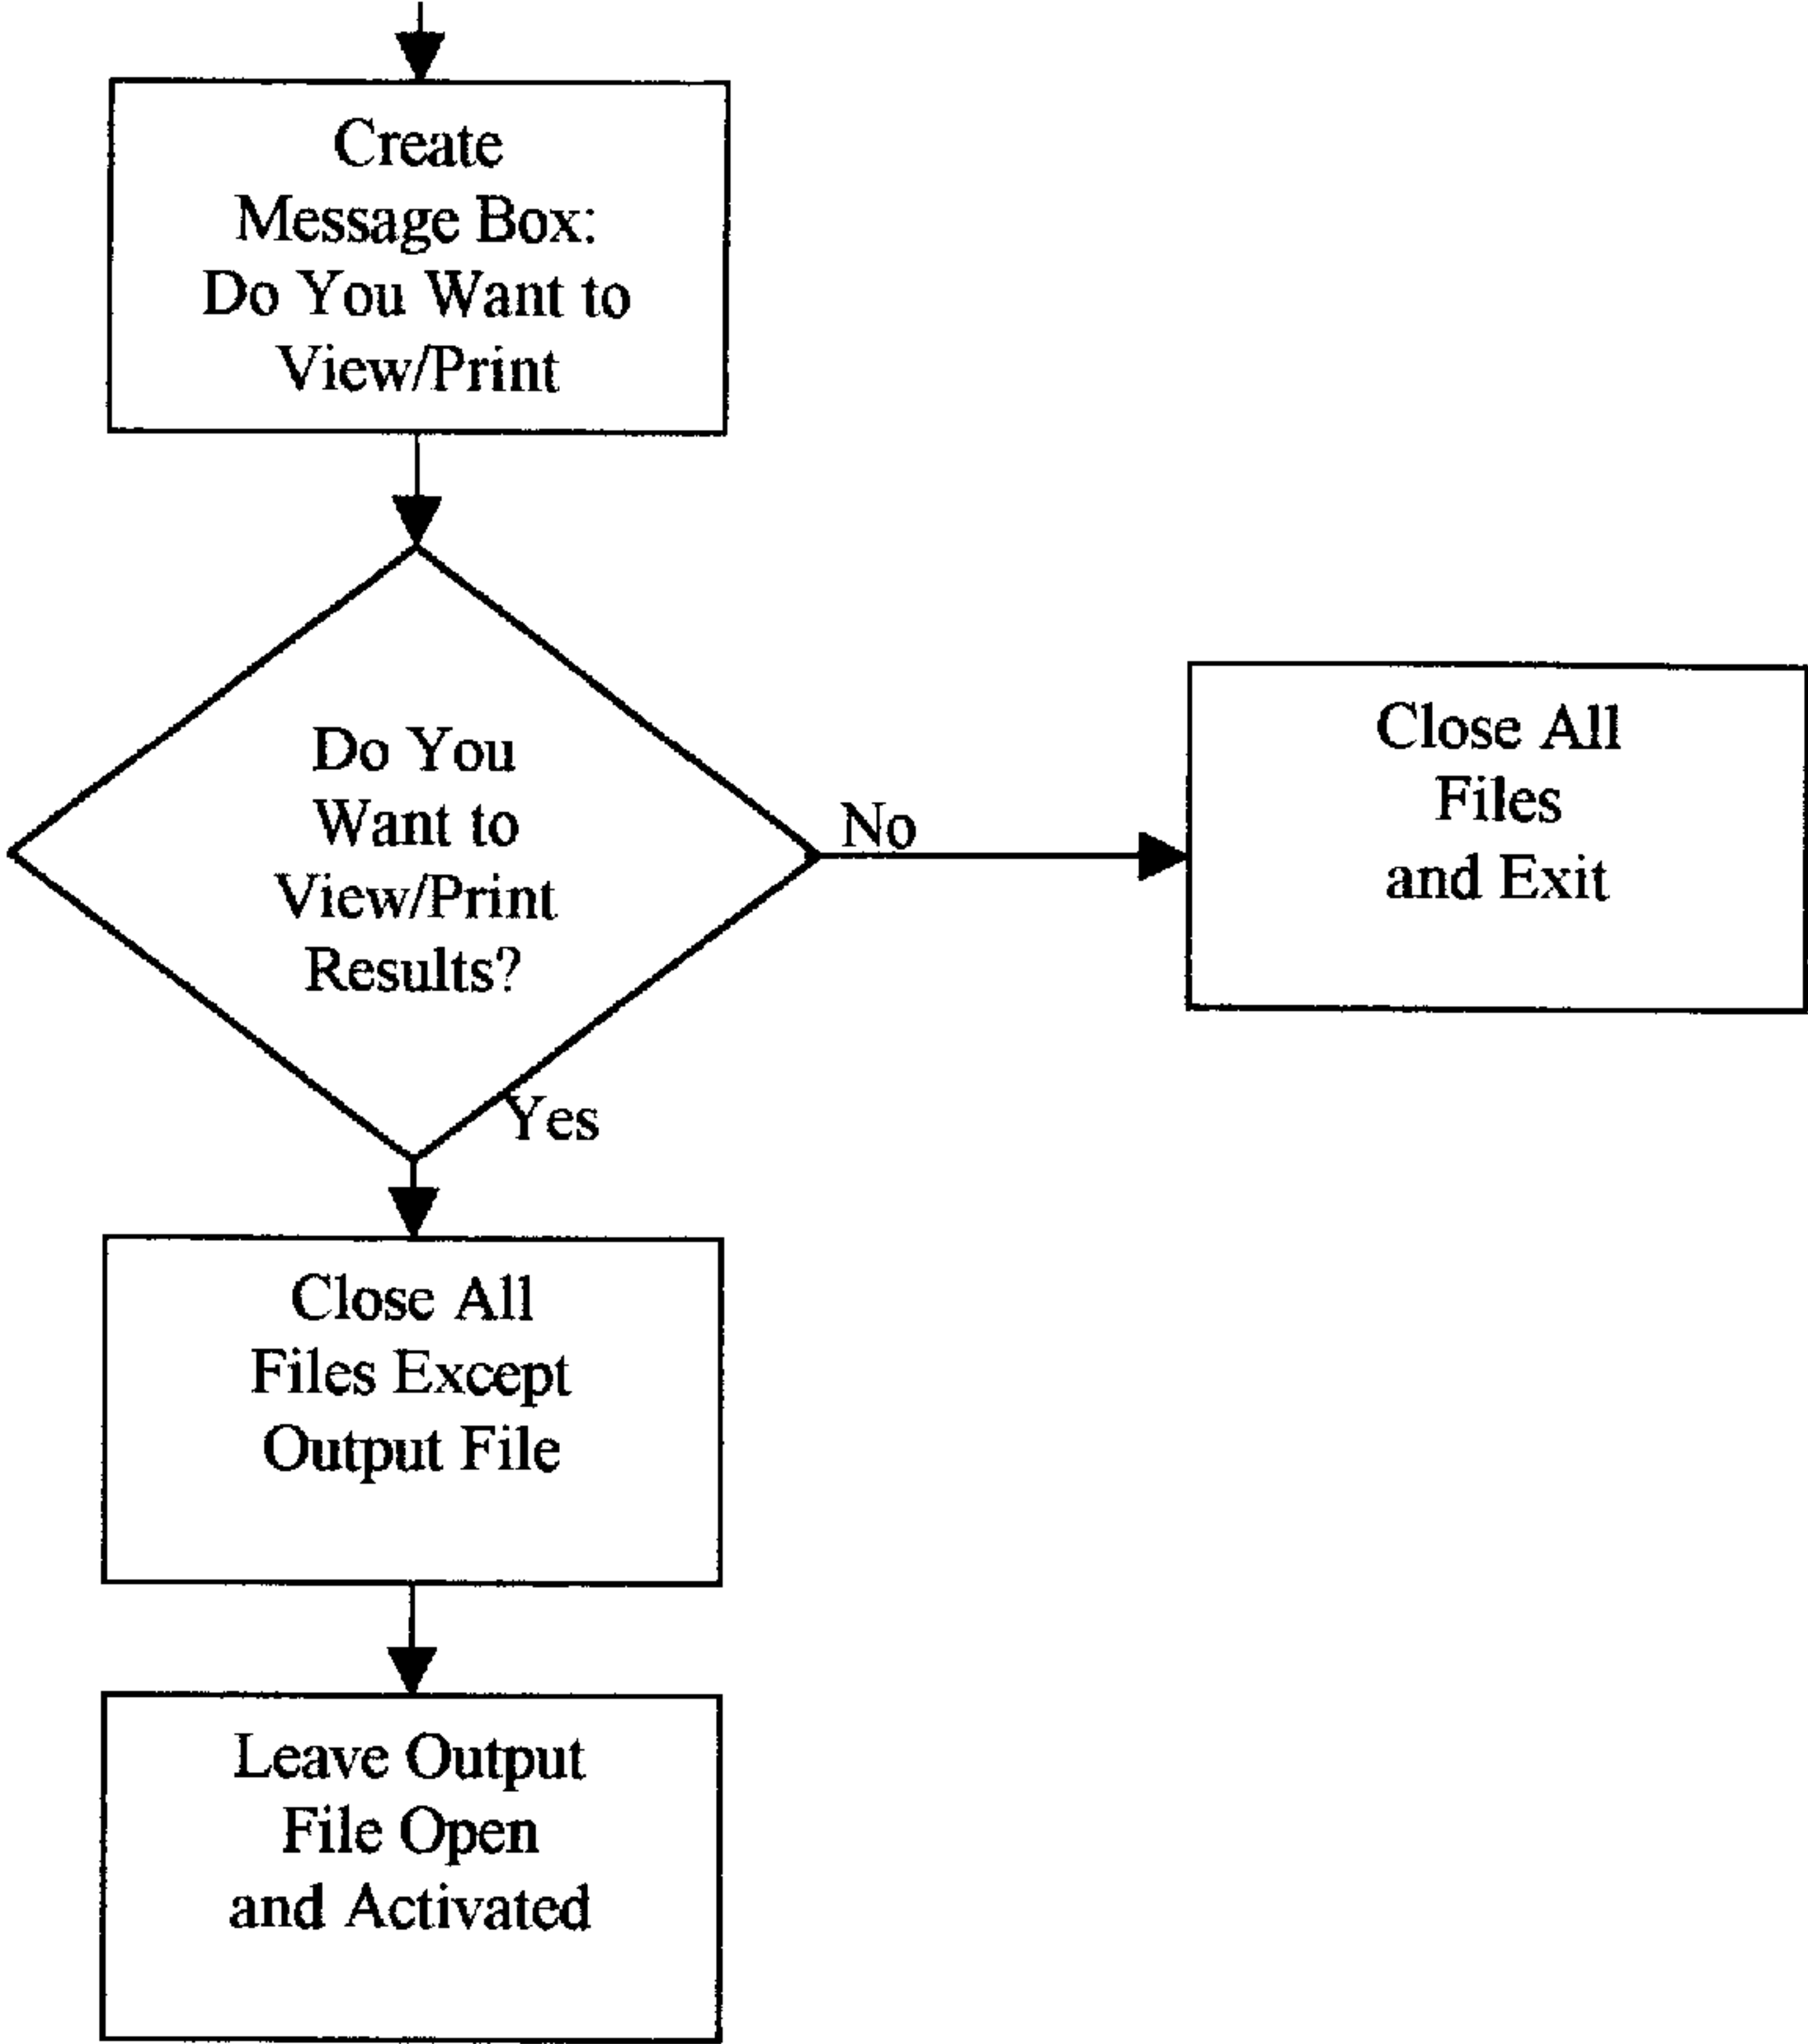 Create
Message Box:
Do You Want to
View/Print
Do You
Want to
View/Print
Results?
No
Close All
Files
and Exit
Yes
Close All
Files Except
Output File
Leave Output
File Open
and Activated